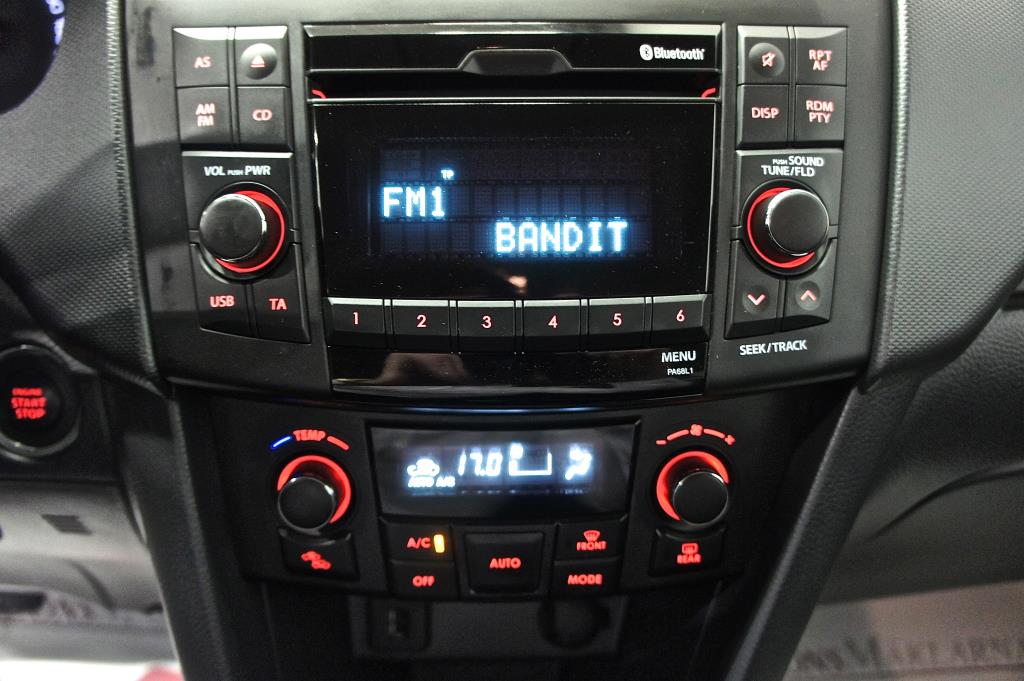 Bluetooth
AS
AM
FM
CD
RPT
AF
DISP
RDM
PTY
VOL PUSH PWR
PUSH SOUND
TUNE/FLD
TP
FM1
BANDIT
USB
TA
1 2 3 4 5 6
MENU
PA68L1
SEEK/TRACK
ENGINE
START
STOP
TEMP
17.0
AUTO A/C
A/C
OFF
AUTO
FRONT
MODE
REAR